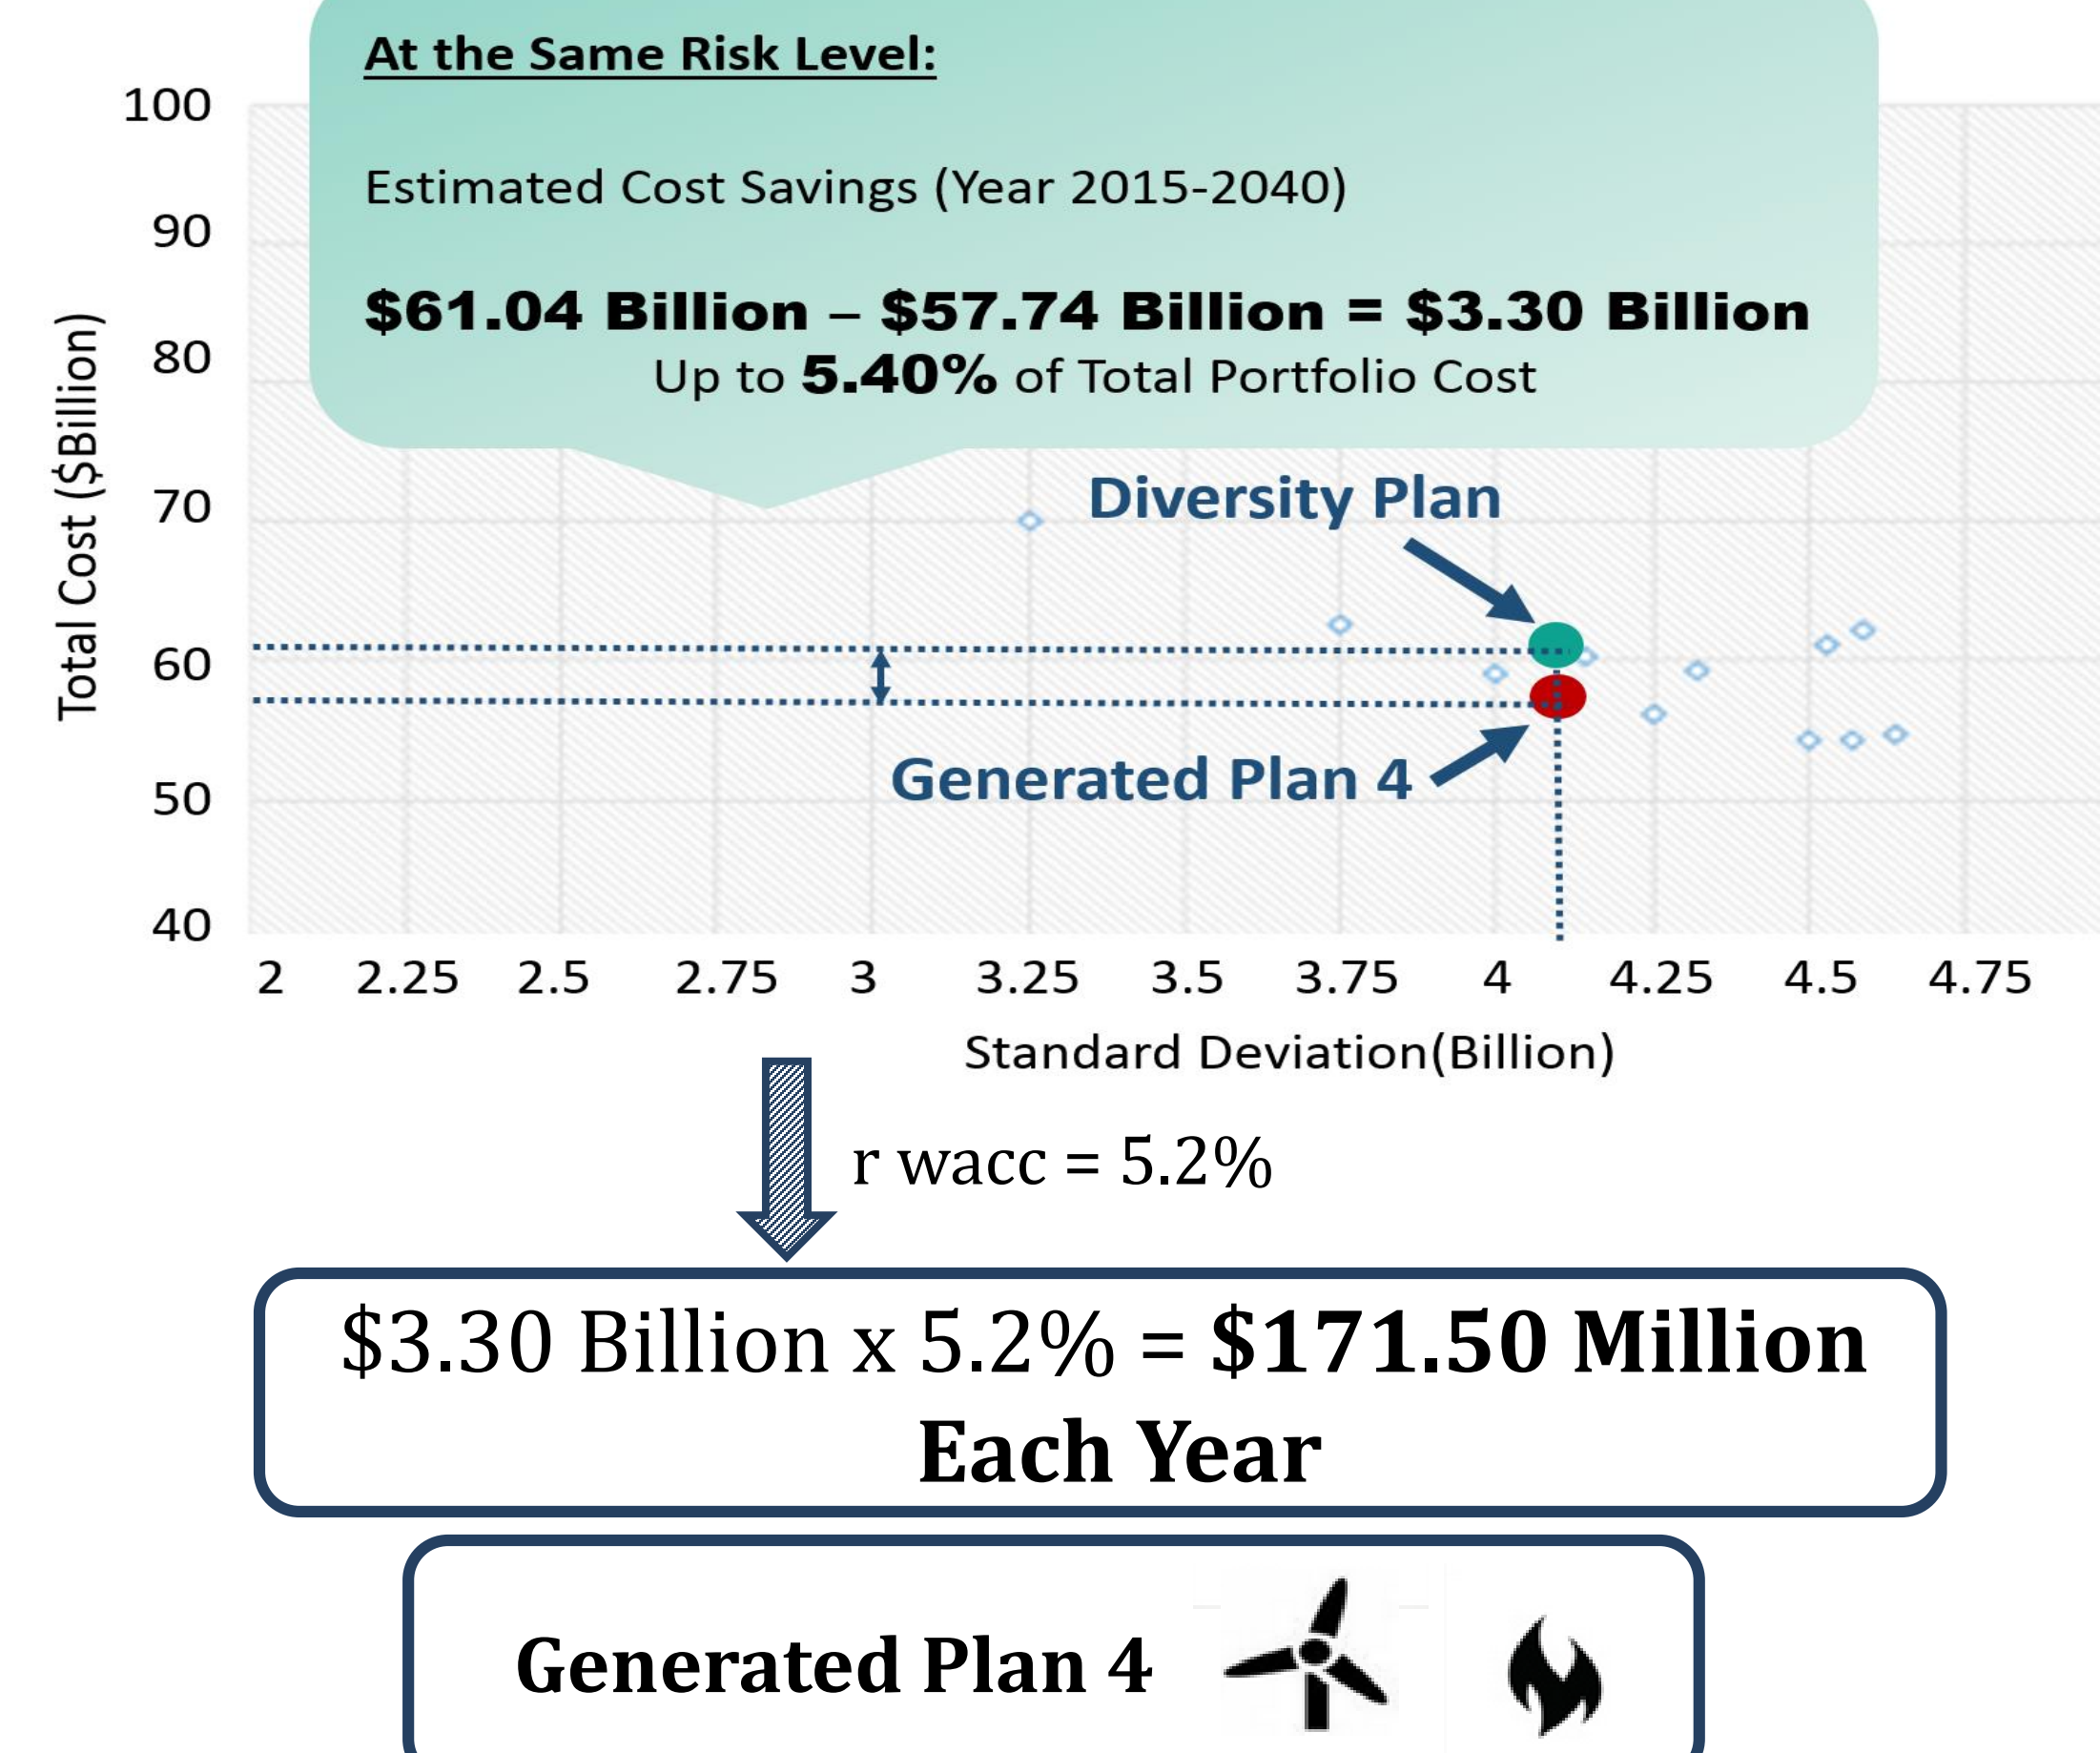 At the Same Risk Level:
Estimated Cost Savings (Year 2015-2040)
$61.04 Billion – $57.74 Billion = $3.30 Billion
Up to 5.40% of Total Portfolio Cost
Total Cost ($Billion)
100
90
80
70
60
50
40
Diversity Plan
Generated Plan 4
2 2.25 2.5 2.75 3 3.25 3.5 3.75 4 4.25 4.5 4.75
Standard Deviation(Billion)
r wacc = 5.2%
$3.30 Billion x 5.2% = $171.50 Million
Each Year
Generated Plan 4